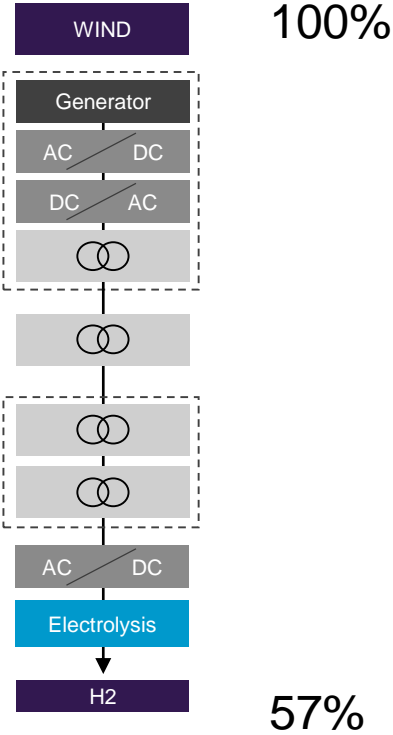 WIND 100%
Generator
AC DC
DC AC
AC DC
Electrolysis
H2 57%